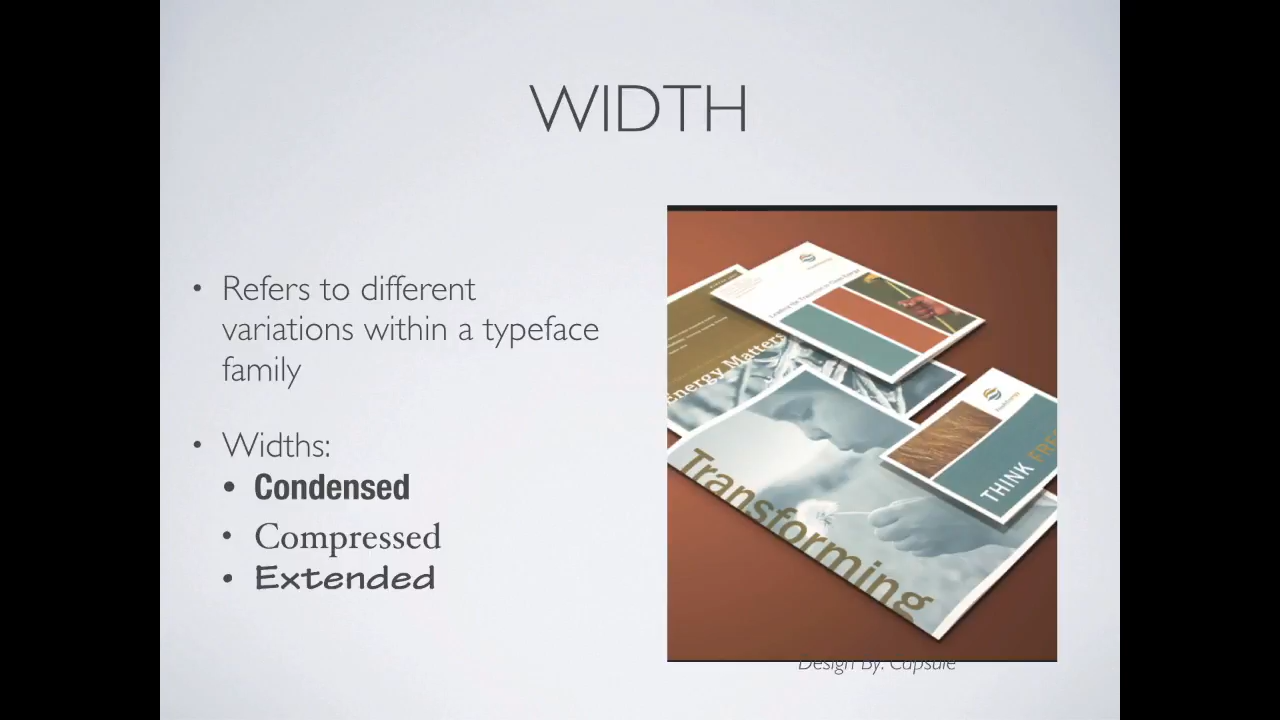 WIDTH
• Refers to different
variations within a typeface
family
• Widths:
• Condensed
• Compressed
• Extended
Energy Matters
THINK FREE
Transforming
Design By: Capsule